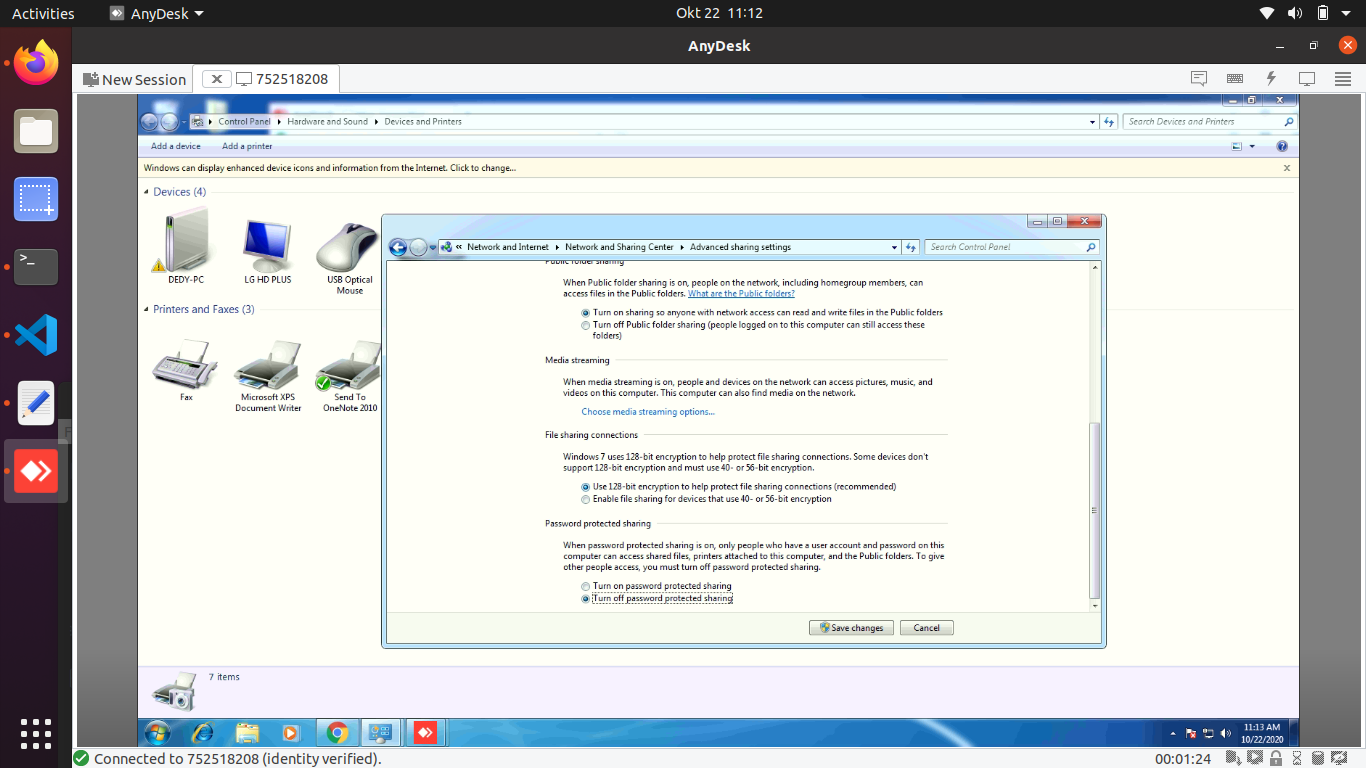 Activities
AnyDesk
Okt 22 11:12
AnyDesk
New Session
752518208
Control Panel
Hardware and Sound
Devices and Printers
Search Devices and Printers
Add a device
Add a printer
Windows can display enhanced device icons and information from the Internet. Click to change...
Devices (4)
DEDY-PC
LG HD PLUS
USB Optical
Mouse
Printers and Faxes (3)
Fax
Microsoft XPS
Document Writer
Send To
OneNote 2010
Network and Internet
Network and Sharing Center
Advanced sharing settings
Search Control Panel
Public folder sharing
When Public folder sharing is on, people on the network, including homegroup members, can
access files in the Public folders. What are the Public folders?
Turn on sharing so anyone with network access can read and write files in the Public folders
Turn off Public folder sharing (people logged on to this computer can still access these
folders)
Media streaming
When media streaming is on, people and devices on the network can access pictures, music, and
videos on this computer. This computer can also find media on the network.
Choose media streaming options...
File sharing connections
Windows 7 uses 128-bit encryption to help protect file sharing connections. Some devices don't
support 128-bit encryption and must use 40- or 56-bit encryption.
Use 128-bit encryption to help protect file sharing connections (recommended)
Enable file sharing for devices that use 40- or 56-bit encryption
Password protected sharing
When password protected sharing is on, only people who have a user account and password on this
computer can access shared files, printers attached to this computer, and the Public folders. To give
other people access, you must turn off password protected sharing.
Turn on password protected sharing
Turn off password protected sharing
Save changes
Cancel
7 items
11:13 AM
10/22/2020
Connected to 752518208 (identity verified).
00:01:24